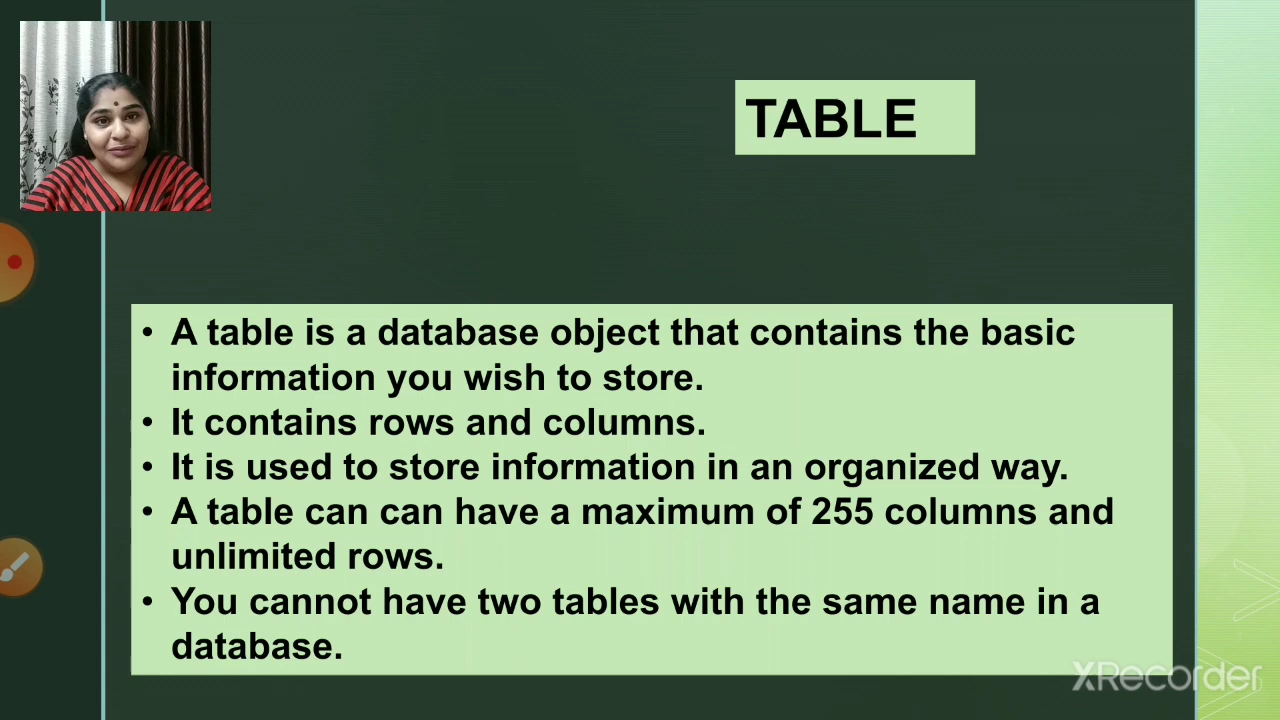 TABLE
• A table is a database object that contains the basic
information you wish to store.
• It contains rows and columns.
• It is used to store information in an organized way.
• A table can can have a maximum of 255 columns and
unlimited rows.
• You cannot have two tables with the same name in a
database.
XRecorder